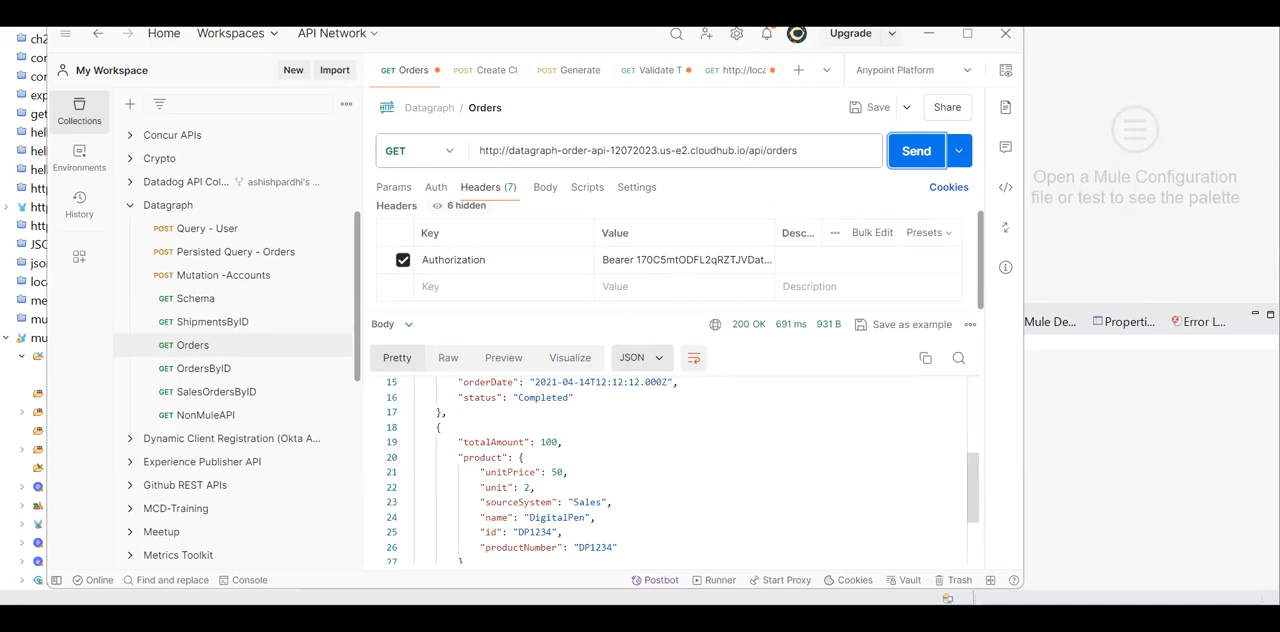 Home Workspaces API Network Upgrade
ch2
My Workspace New Import GET Orders POST Create Cl POST Generate GET Validate T GET http://loca Anypoint Platform
Collections
Environments
History
Concur APIs
Crypto
Datadog API Col... ashishpardhi's ...
Datagraph
POST Query - User
POST Persisted Query - Orders
POST Mutation -Accounts
GET Schema
GET ShipmentsByID
GET Orders
GET OrdersByID
GET SalesOrdersByID
GET NonMuleAPI
Dynamic Client Registration (Okta A...
Experience Publisher API
Github REST APIs
MCD-Training
Meetup
Metrics Toolkit
HTTP Datagraph / Orders Save Share
GET http://datagraph-order-api-12072023.us-e2.cloudhub.io/api/orders Send
Params Auth Headers (7) Body Scripts Settings Cookies
Headers 6 hidden
Key Value Desc... Bulk Edit Presets
Authorization Bearer 170C5mtODFL2qRZTJVDat...
Key Value Description
Body 200 OK 691 ms 931 B Save as example
Pretty Raw Preview Visualize JSON
15 "orderDate": "2021-04-14T12:12:12.000Z",
16 "status": "Completed"
17 },
18 {
19 "totalAmount": 100,
20 "product": {
21 "unitPrice": 50,
22 "unit": 2,
23 "sourceSystem": "Sales",
24 "name": "DigitalPen",
25 "id": "DP1234",
26 "productNumber": "DP1234"
27 }
Online Find and replace Console Postbot Runner Start Proxy Cookies Vault Trash
Open a Mule Configuration
file or test to see the palette
Mule De... Properti... Error L...